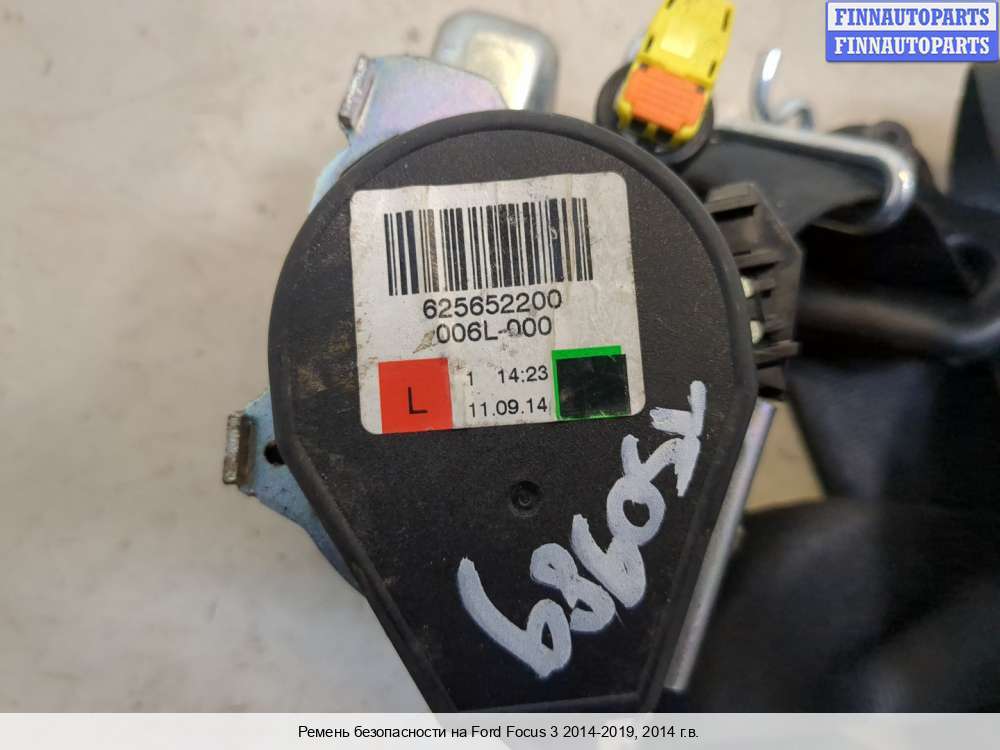 FINNAUTOPARTS
FINNAUTOPARTS
625652200
006L-000
L
1 14:23
11.09.14
Ремень безопасности на Ford Focus 3 2014-2019, 2014 г.в.